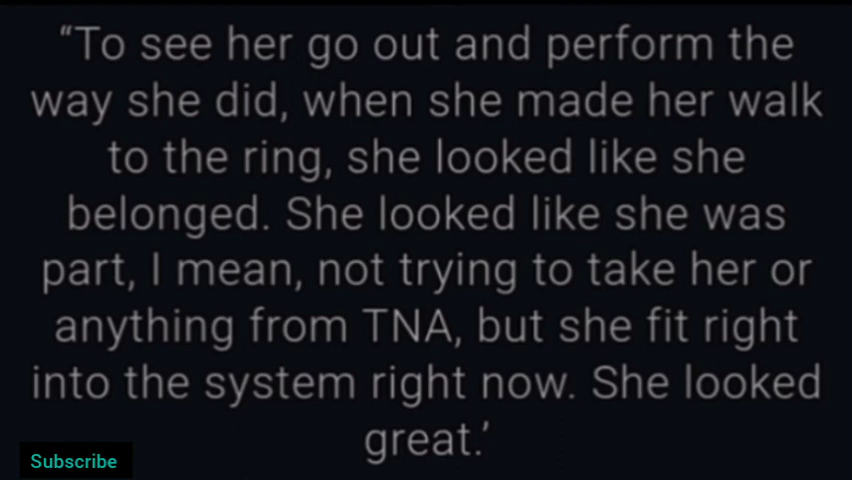 “To see her go out and perform the
way she did, when she made her walk
to the ring, she looked like she
belonged. She looked like she was
part, I mean, not trying to take her or
anything from TNA, but she fit right
into the system right now. She looked
great.’
Subscribe